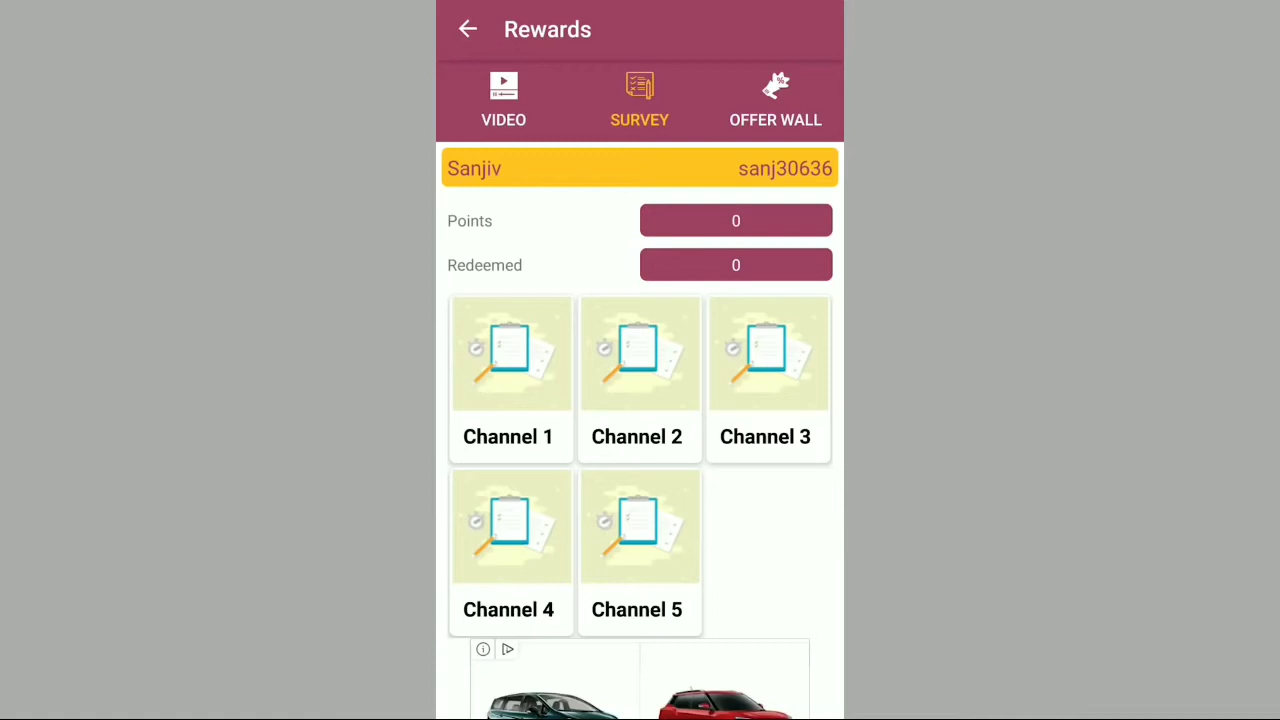 Rewards
VIDEO SURVEY OFFER WALL
Sanjiv sanj30636
Points 0
Redeemed 0
Channel 1 Channel 2 Channel 3
Channel 4 Channel 5